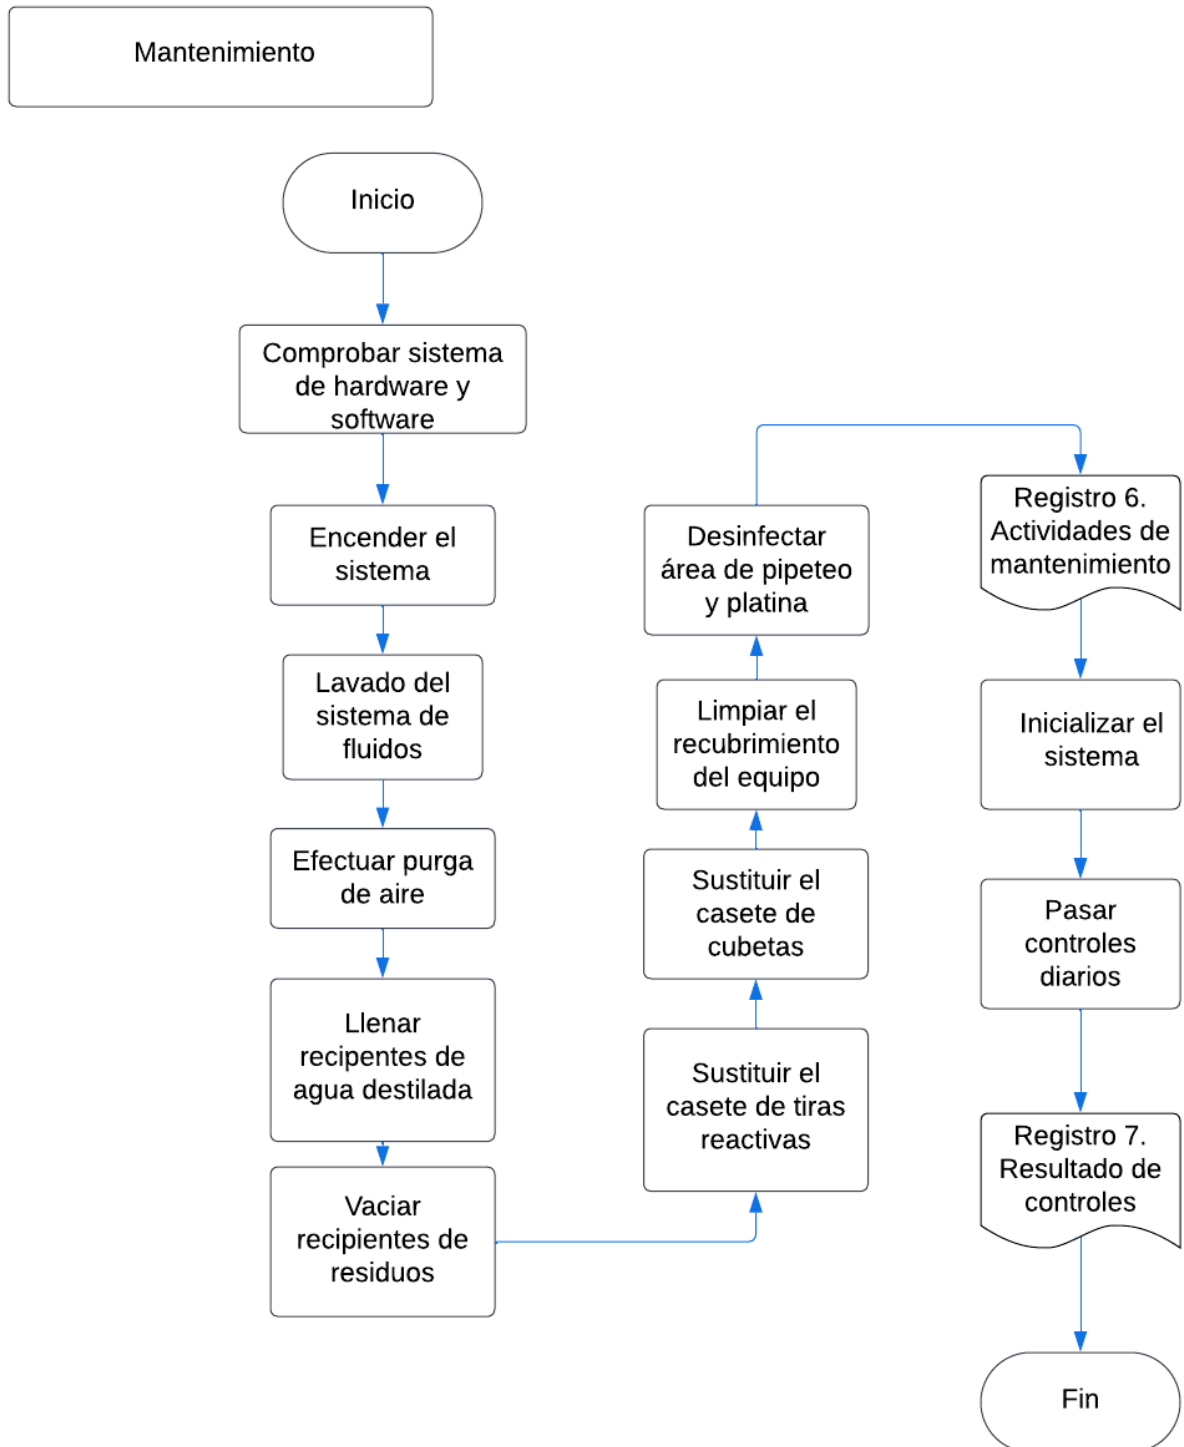 Mantenimiento
Inicio
Comprobar sistema
de hardware y
software
Encender el
sistema
Lavado del
sistema de
fluidos
Efectuar purga
de aire
Llenar
recipentes de
agua destilada
Vaciar
recipientes de
residuos
Sustituir el
casete de tiras
reactivas
Sustituir el
casete de
cubetas
Limpiar el
recubrimiento
del equipo
Desinfectar
área de pipeteo
y platina
Registro 6.
Actividades de
mantenimiento
Inicializar el
sistema
Pasar
controles
diarios
Registro 7.
Resultado de
controles
Fin